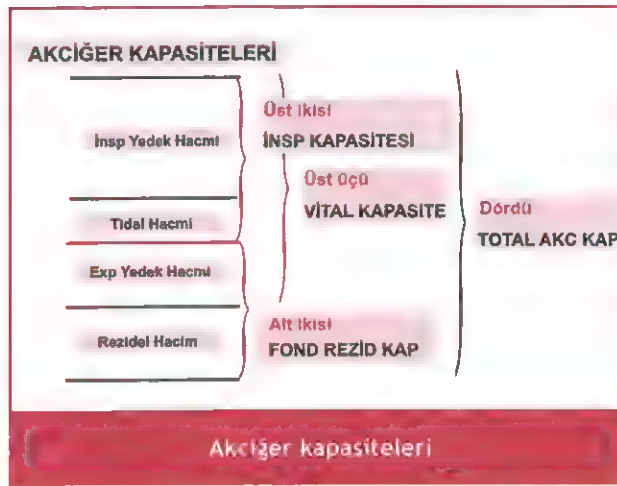 AKCİĞER KAPASİTELERİ
İnsp Yedek Hacmi
Tidal Hacmi
Exp Yedek Hacmi
Rezidel Hacim
Üst ikisi
İNSP KAPASİTESİ
Üst üçü
VİTAL KAPASİTE
Alt ikisi
FOND REZİD KAP
Dördü
TOTAL AKC KAP
Akciğer kapasiteleri